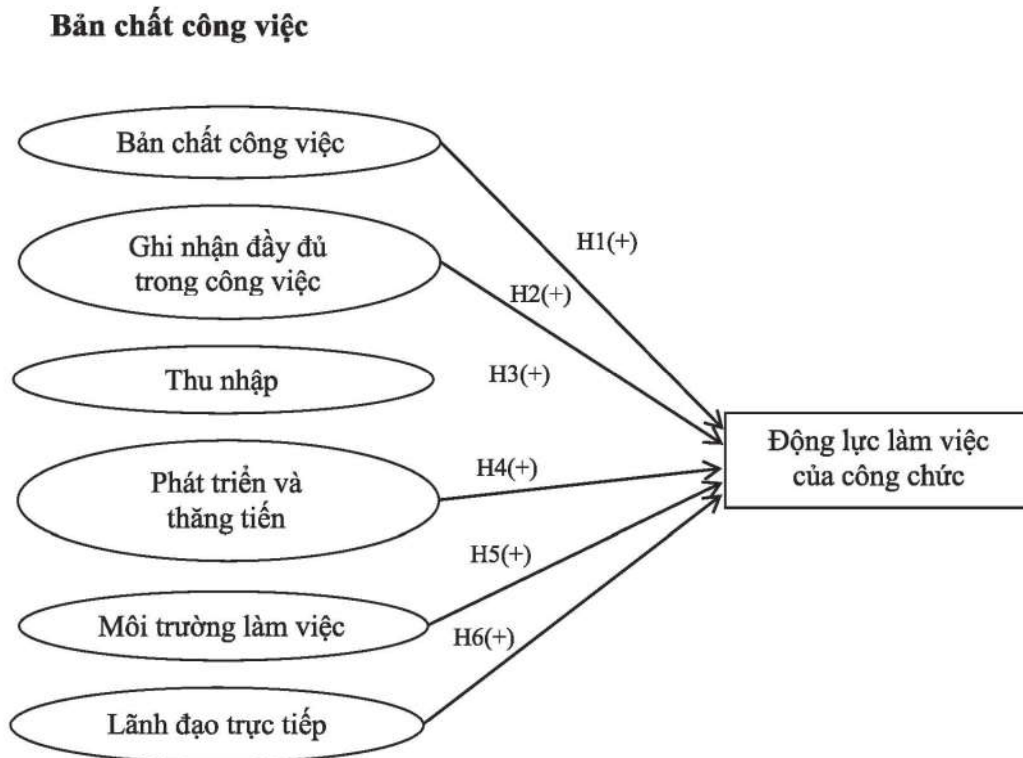 Bản chất công việc
Bản chất công việc
H1(+)
Ghi nhận đầy đủ
trong công việc
H2(+)
Thu nhập
H3(+)
Động lực làm việc
của công chức
Phát triển và
thăng tiến
H4(+)
H5(+)
Môi trường làm việc
H6(+)
Lãnh đạo trực tiếp